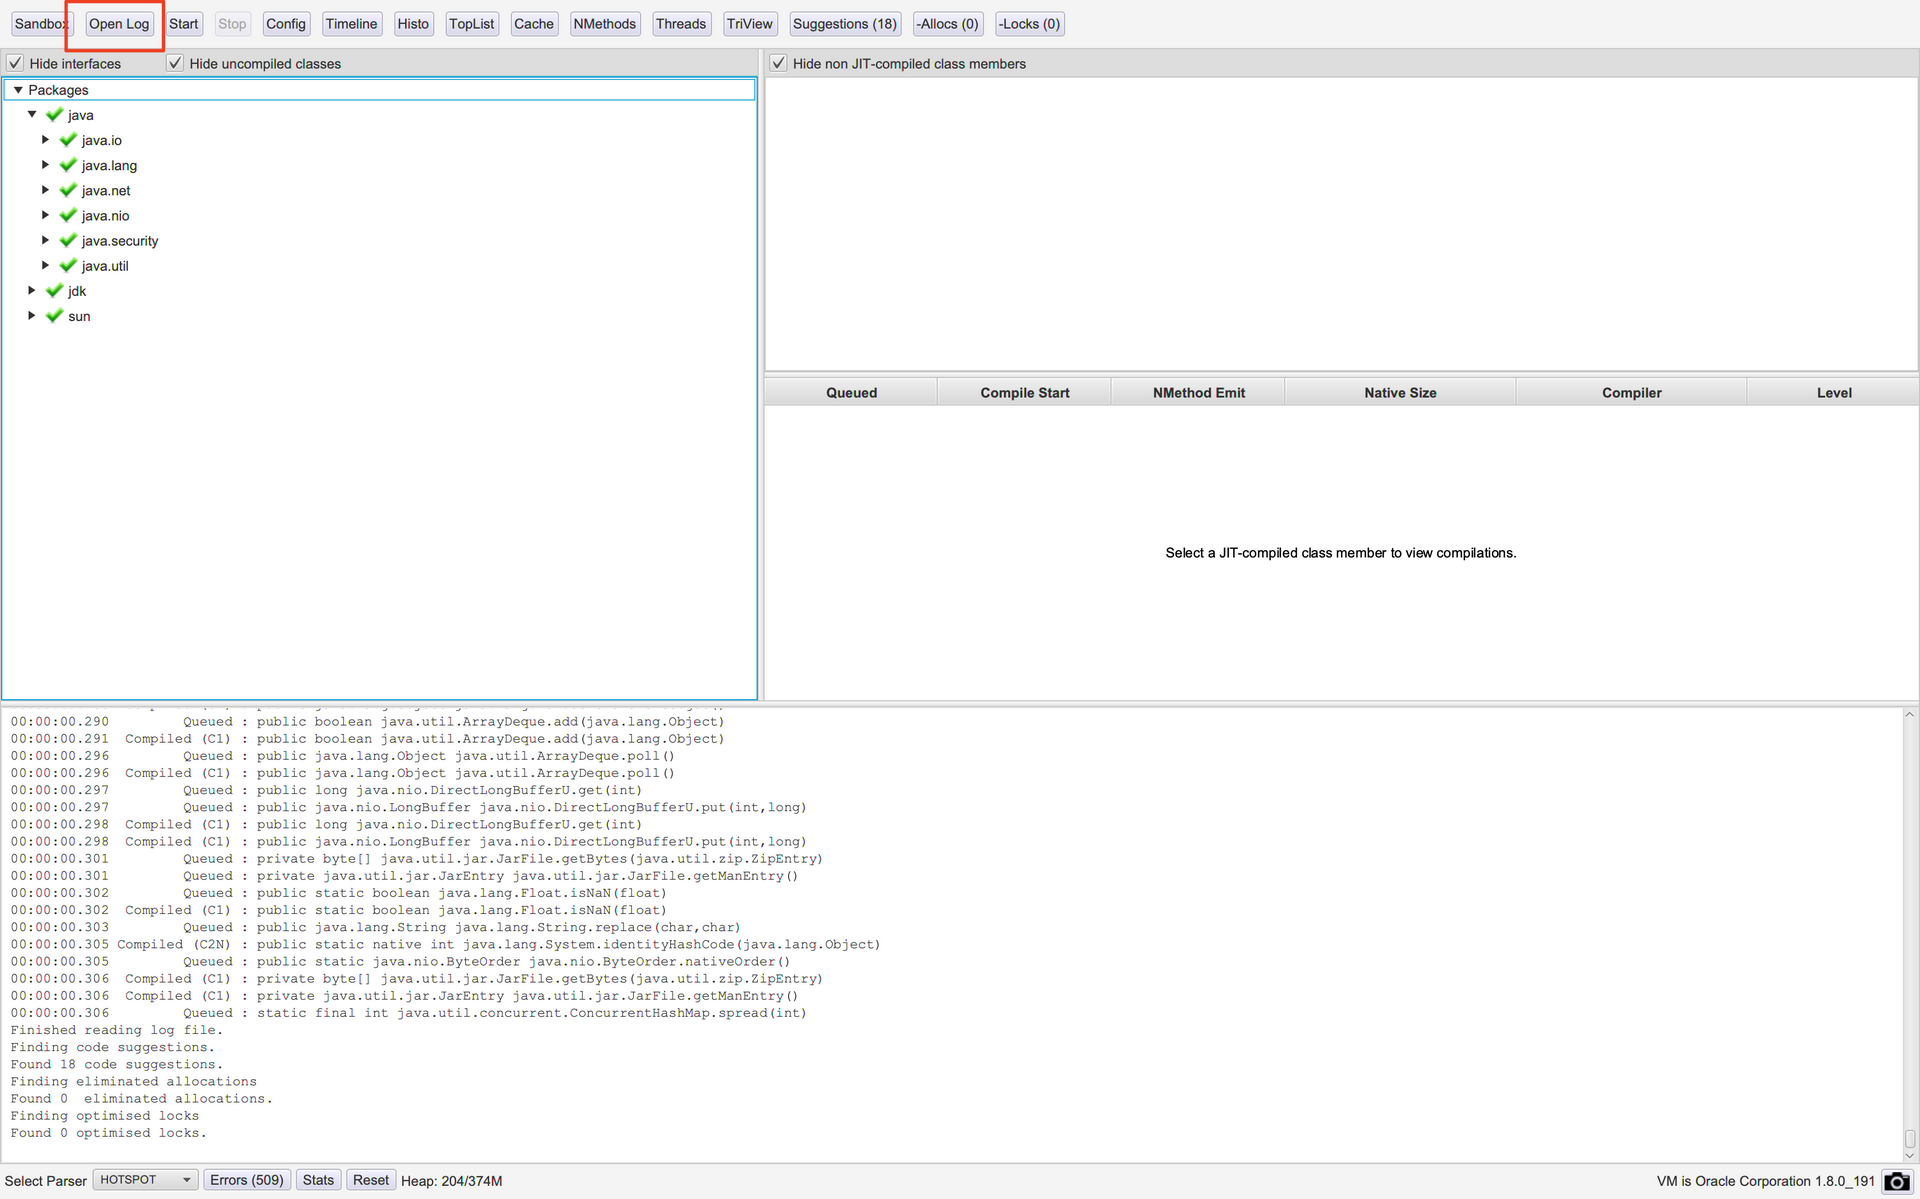 Sandbox Open Log Start Stop Config Timeline Histo TopList Cache NMethods Threads TriView Suggestions (18) -Allocs (0) -Locks (0)
Hide interfaces Hide uncompiled classes
Packages
java
java.io
java.lang
java.net
java.nio
java.security
java.util
jdk
sun
Hide non JIT-compiled class members
Queued Compile Start NMethod Emit Native Size Compiler Level
Select a JIT-compiled class member to view compilations.
00:00:00.290 Queued : public boolean java.util.ArrayDeque.add(java.lang.Object)
00:00:00.291 Compiled (C1) : public boolean java.util.ArrayDeque.add(java.lang.Object)
00:00:00.296 Queued : public java.lang.Object java.util.ArrayDeque.poll()
00:00:00.296 Compiled (C1) : public java.lang.Object java.util.ArrayDeque.poll()
00:00:00.297 Queued : public long java.nio.DirectLongBufferU.get(int)
00:00:00.297 Queued : public java.nio.LongBuffer java.nio.DirectLongBufferU.put(int,long)
00:00:00.298 Compiled (C1) : public long java.nio.DirectLongBufferU.get(int)
00:00:00.298 Compiled (C1) : public java.nio.LongBuffer java.nio.DirectLongBufferU.put(int,long)
00:00:00.301 Queued : private byte[] java.util.jar.JarFile.getBytes(java.util.zip.ZipEntry)
00:00:00.301 Queued : private java.util.jar.JarEntry java.util.jar.JarFile.getManEntry()
00:00:00.302 Queued : public static boolean java.lang.Float.isNaN(float)
00:00:00.302 Compiled (C1) : public static boolean java.lang.Float.isNaN(float)
00:00:00.303 Queued : public java.lang.String java.lang.String.replace(char,char)
00:00:00.305 Compiled (C2N) : public static native int java.lang.System.identityHashCode(java.lang.Object)
00:00:00.305 Queued : public static java.nio.ByteOrder java.nio.ByteOrder.nativeOrder()
00:00:00.306 Compiled (C1) : private byte[] java.util.jar.JarFile.getBytes(java.util.zip.ZipEntry)
00:00:00.306 Compiled (C1) : private java.util.jar.JarEntry java.util.jar.JarFile.getManEntry()
00:00:00.306 Queued : static final int java.util.concurrent.ConcurrentHashMap.spread(int)
Finished reading log file.
Finding code suggestions.
Found 18 code suggestions.
Finding eliminated allocations
Found 0  eliminated allocations.
Finding optimised locks
Found 0 optimised locks.
Select Parser HOTSPOT Errors (509) Stats Reset Heap: 204/374M VM is Oracle Corporation 1.8.0_191